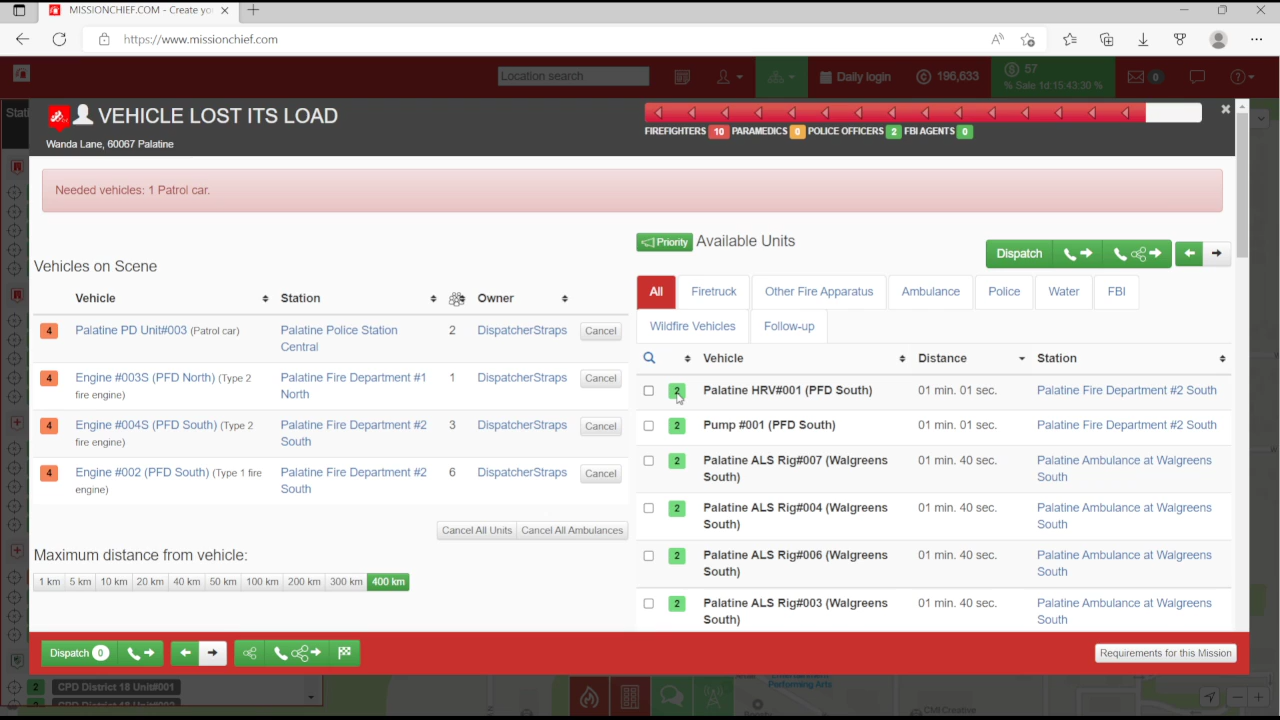 MISSIONCHIEF.COM - Create yo
https://www.missionchief.com
Location search
Daily login
196,633
57
% Sale 1d 15:43:30 %
0
Stati
VEHICLE LOST ITS LOAD
Wanda Lane, 60067 Palatine
FIREFIGHTERS 10 PARAMEDICS 0 POLICE OFFICERS 2 FBI AGENTS 0
Needed vehicles: 1 Patrol car.
Vehicles on Scene
Vehicle Station Owner
4 Palatine PD Unit#003 (Patrol car) Palatine Police Station 2 DispatcherStraps Cancel
Central
4 Engine #003S (PFD North) (Type 2 Palatine Fire Department #1 1 DispatcherStraps Cancel
fire engine) North
4 Engine #004S (PFD South) (Type 2 Palatine Fire Department #2 3 DispatcherStraps Cancel
fire engine) South
4 Engine #002 (PFD South) (Type 1 fire Palatine Fire Department #2 6 DispatcherStraps Cancel
engine) South
Cancel All Units Cancel All Ambulances
Maximum distance from vehicle:
1 km 5 km 10 km 20 km 40 km 50 km 100 km 200 km 300 km 400 km
Priority Available Units
Dispatch
All Firetruck Other Fire Apparatus Ambulance Police Water FBI
Wildfire Vehicles Follow-up
Vehicle Distance Station
2 Palatine HRV#001 (PFD South) 01 min. 01 sec. Palatine Fire Department #2 South
2 Pump #001 (PFD South) 01 min. 01 sec. Palatine Fire Department #2 South
2 Palatine ALS Rig#007 (Walgreens 01 min. 40 sec. Palatine Ambulance at Walgreens
South) South
2 Palatine ALS Rig#004 (Walgreens 01 min. 40 sec. Palatine Ambulance at Walgreens
South) South
2 Palatine ALS Rig#006 (Walgreens 01 min. 40 sec. Palatine Ambulance at Walgreens
South) South
2 Palatine ALS Rig#003 (Walgreens 01 min. 40 sec. Palatine Ambulance at Walgreens
South) South
Dispatch 0
Requirements for this Mission
2 CPD District 18 Unit#001
Performing Arts
CMI Creative